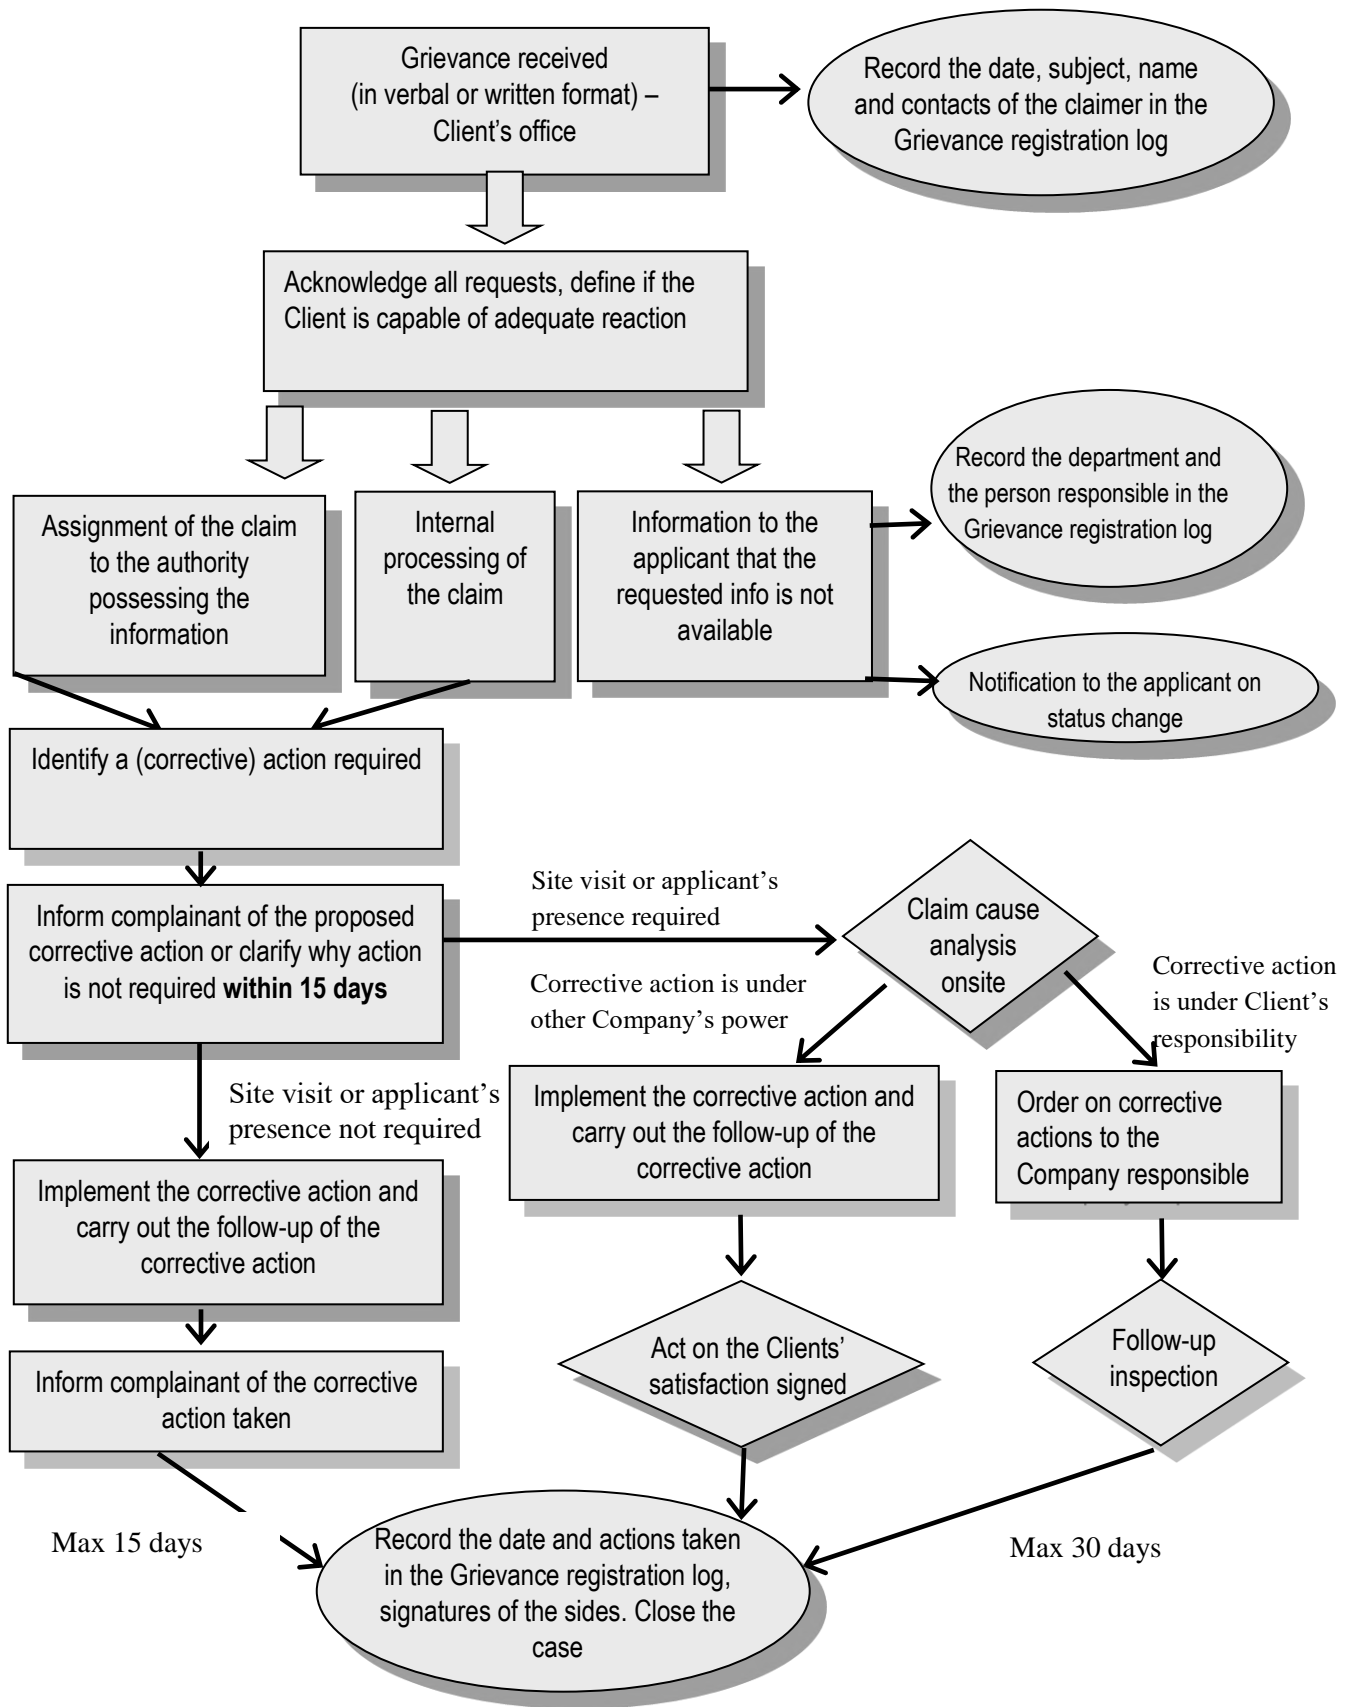 Grievance received
(in verbal or written format) –
Client’s office
Record the date, subject, name
and contacts of the claimer in the
Grievance registration log
Acknowledge all requests, define if the
Client is capable of adequate reaction
Assignment of the claim
to the authority
possessing the
information
Internal
processing of
the claim
Information to the
applicant that the
requested info is not
available
Record the department and
the person responsible in the
Grievance registration log
Notification to the applicant on
status change
Identify a (corrective) action required
Inform complainant of the proposed
corrective action or clarify why action
is not required within 15 days
Site visit or applicant’s
presence required
Claim cause
analysis
onsite
Corrective action is under
other Company’s power
Corrective action
is under Client’s
responsibility
Site visit or applicant’s
presence not required
Implement the corrective action and
carry out the follow-up of the
corrective action
Order on corrective
actions to the
Company responsible
Implement the corrective action and
carry out the follow-up of the
corrective action
Act on the Clients’
satisfaction signed
Follow-up
inspection
Inform complainant of the corrective
action taken
Max 15 days
Record the date and actions taken
in the Grievance registration log,
signatures of the sides. Close the
case
Max 30 days